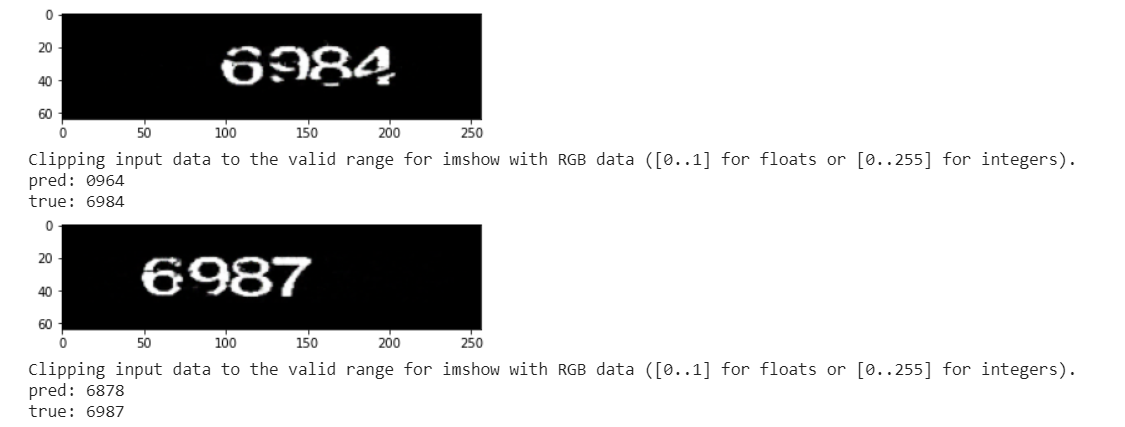 0
20
40
60
6984
0 50 100 150 200 250
Clipping input data to the valid range for imshow with RGB data ([0..1] for floats or [0..255] for integers).
pred: 0964
true: 6984
0
20
40
60
6987
0 50 100 150 200 250
Clipping input data to the valid range for imshow with RGB data ([0..1] for floats or [0..255] for integers).
pred: 6878
true: 6987